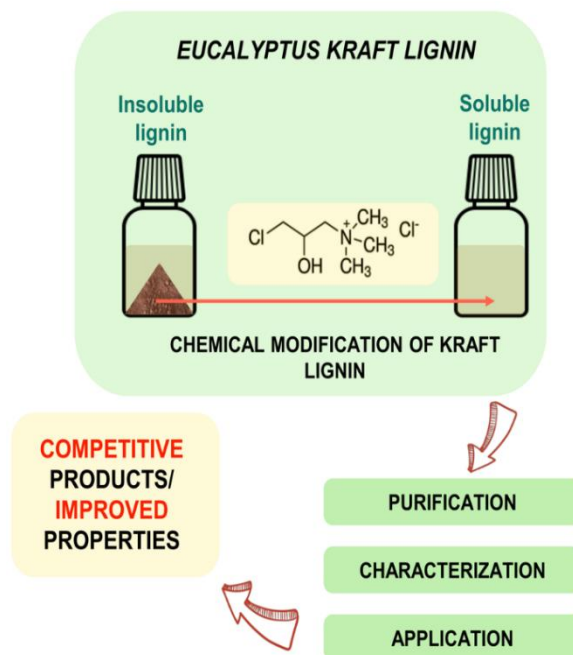 EUCALYPTUS KRAFT LIGNIN
Insoluble
lignin
Soluble
lignin
Cl
OH
N+
CH3
CH3
CH3
Cl-
CHEMICAL MODIFICATION OF KRAFT
LIGNIN
COMPETITIVE
PRODUCTS/
IMPROVED
PROPERTIES
PURIFICATION
CHARACTERIZATION
APPLICATION